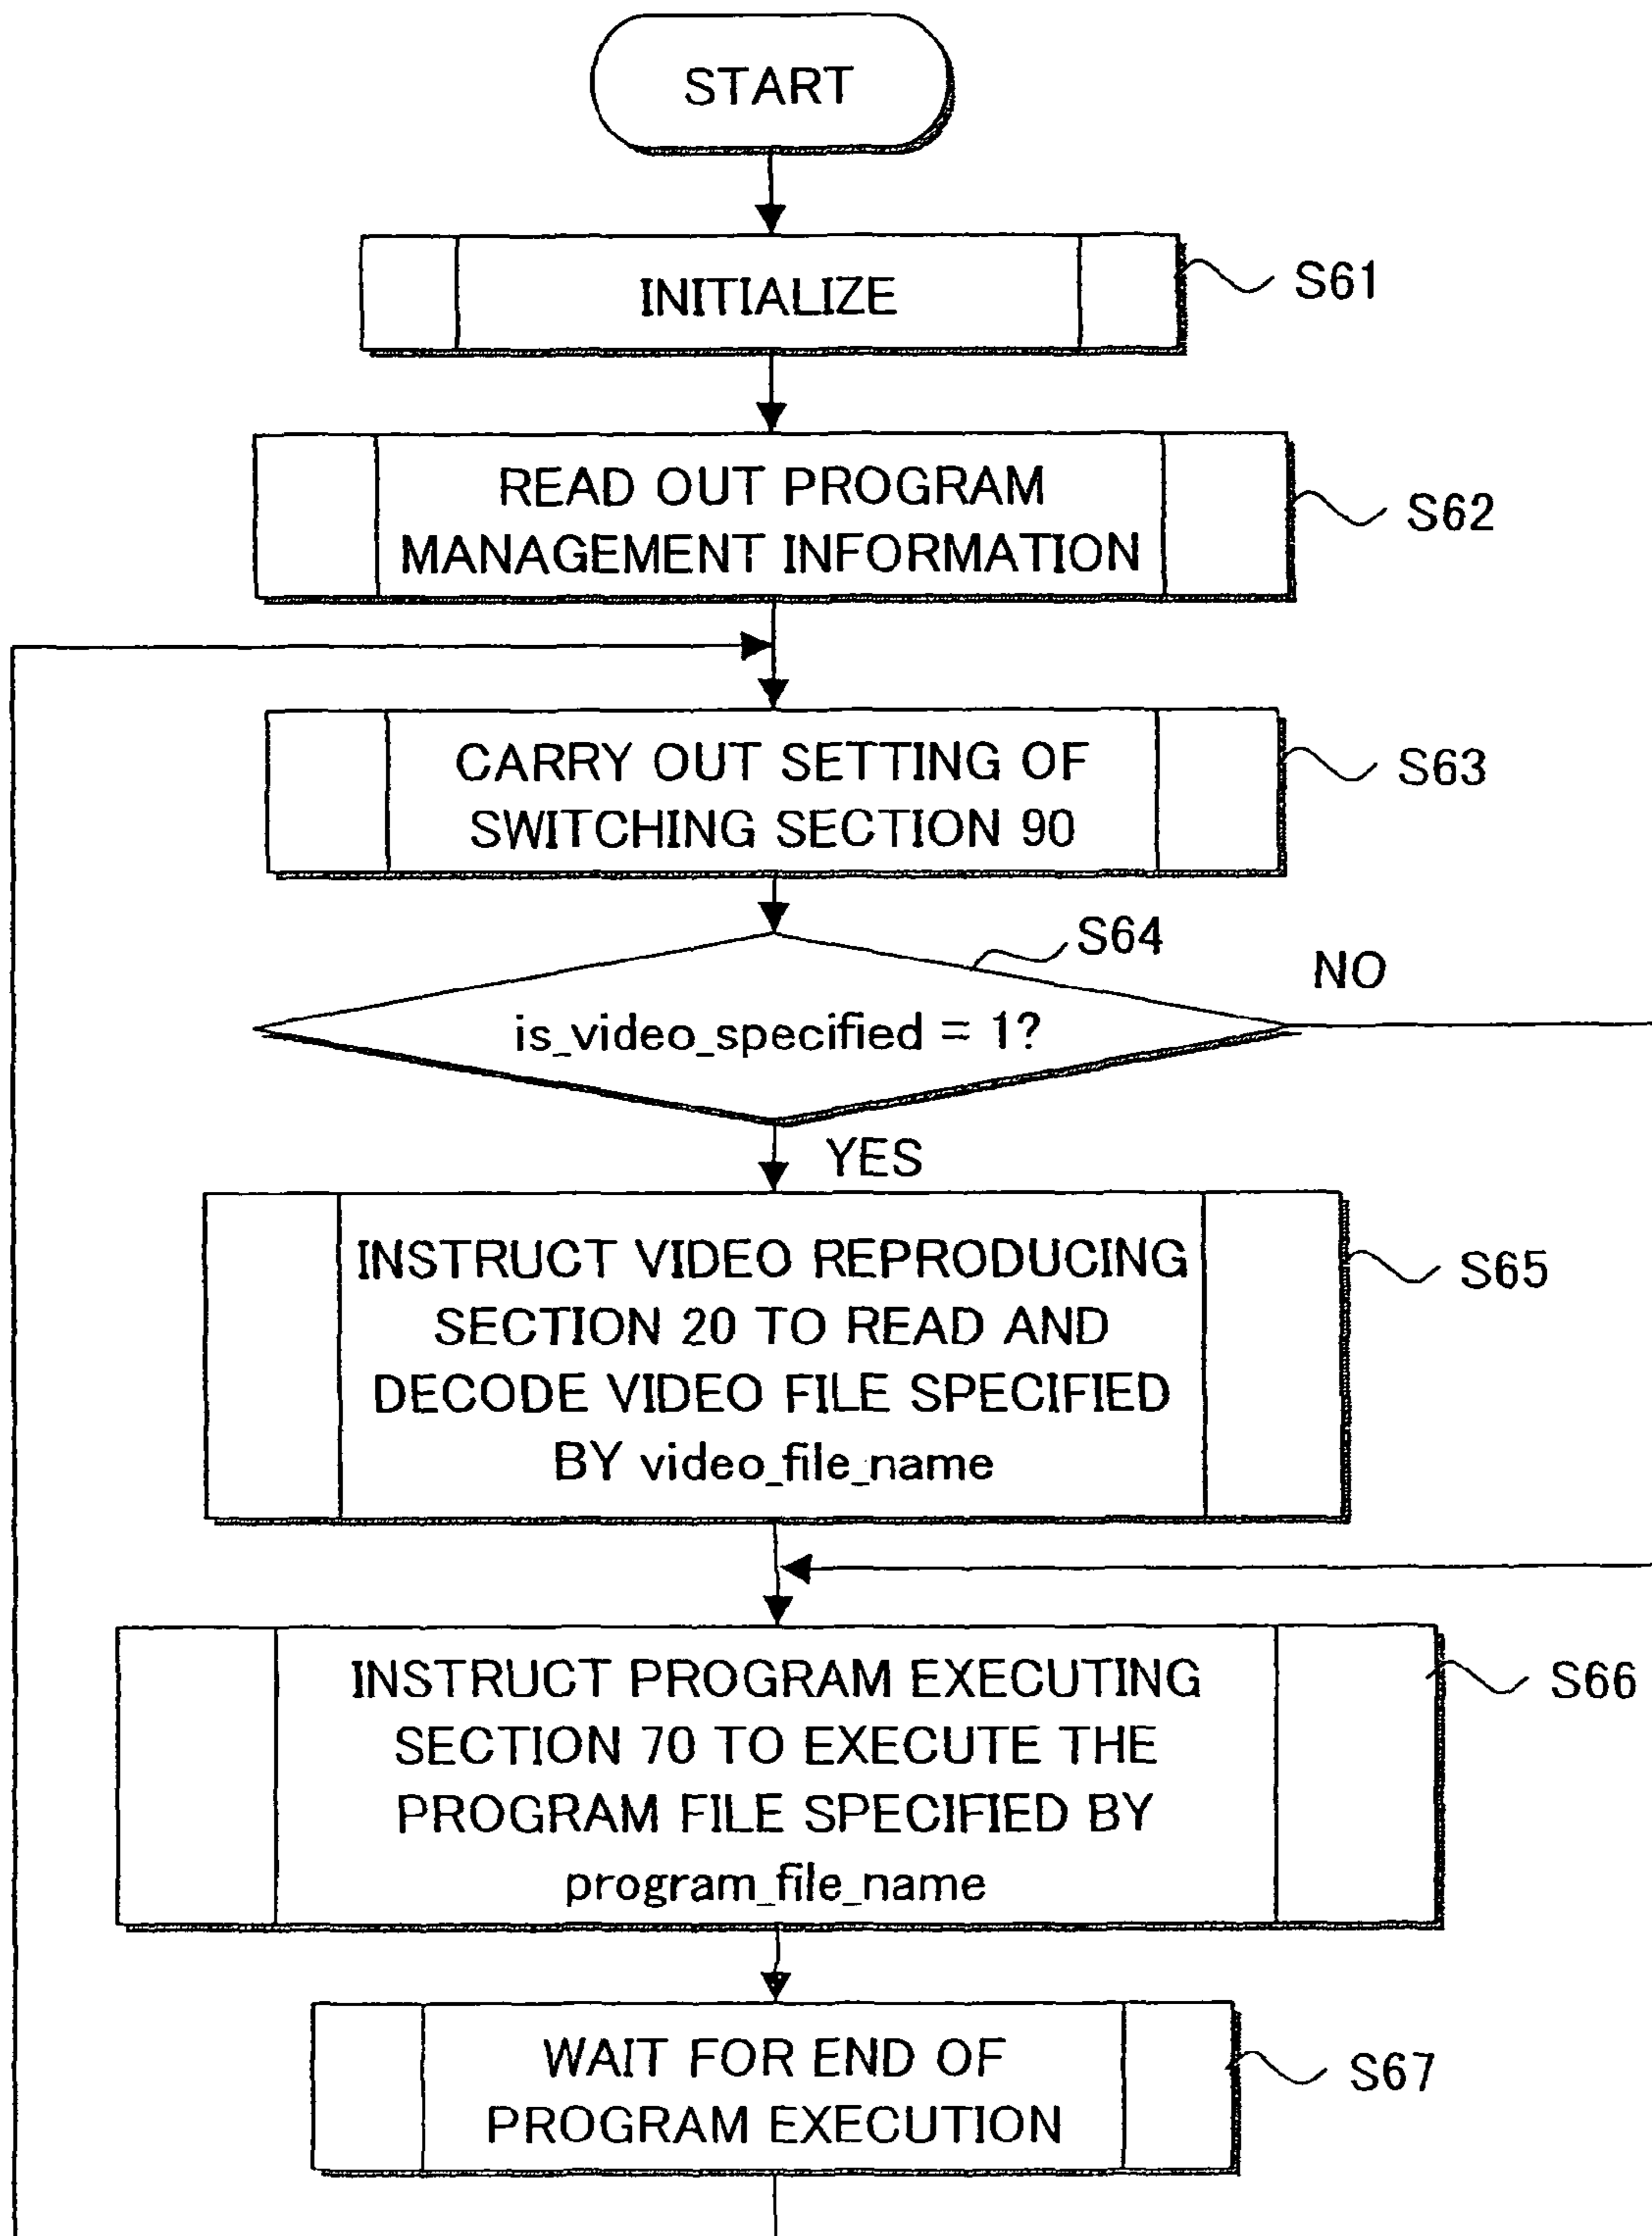 START
INITIALIZE
S61
READ OUT PROGRAM
MANAGEMENT INFORMATION
S62
CARRY OUT SETTING OF
SWITCHING SECTION 90
S63
S64
NO
is_video_specified = 1?
YES
INSTRUCT VIDEO REPRODUCING
SECTION 20 TO READ AND
DECODE VIDEO FILE SPECIFIED
BY video_file_name
S65
INSTRUCT PROGRAM EXECUTING
SECTION 70 TO EXECUTE THE
PROGRAM FILE SPECIFIED BY
program_file_name
S66
WAIT FOR END OF
PROGRAM EXECUTION
S67